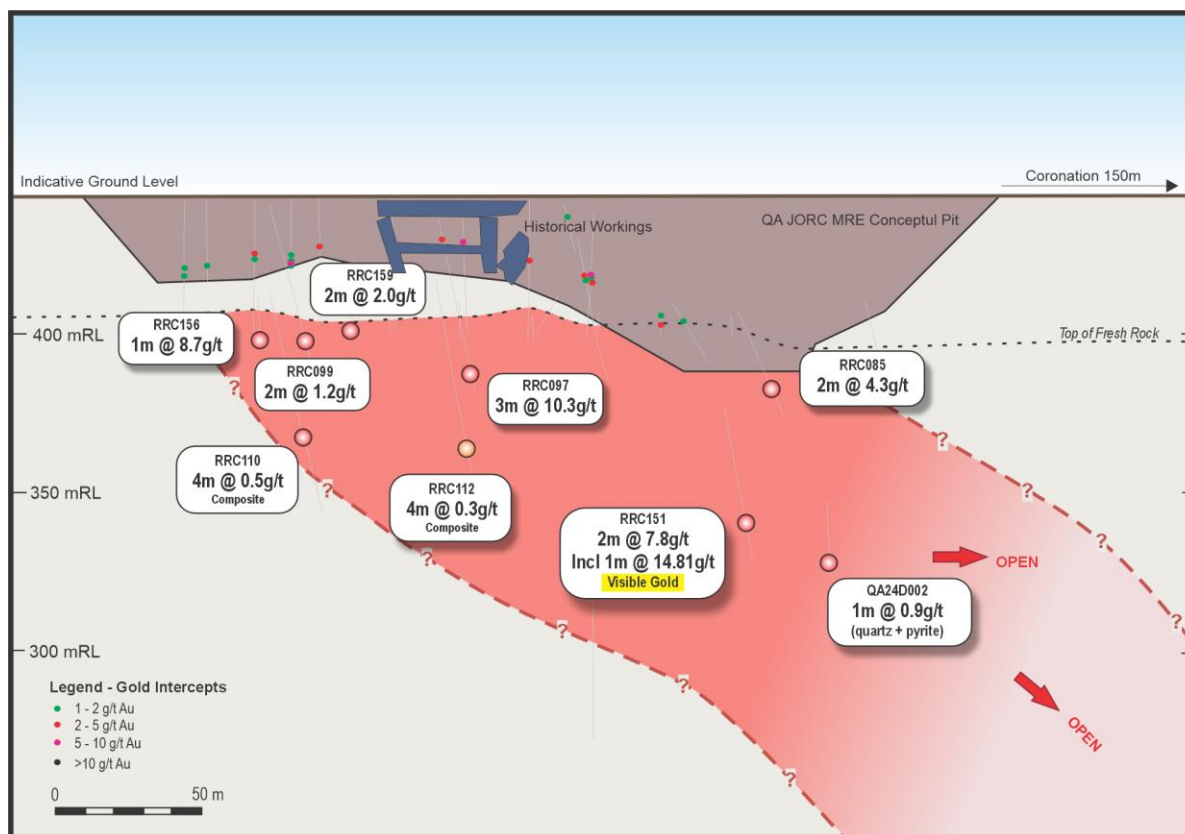 Indicative Ground Level
Coronation 150m
Historical Workings
QA JORC MRE Conceptul Pit
RRC159
2m @ 2.0g/t
400 mRL
RRC156
1m @ 8.7g/t
Top of Fresh Rock
RRC099
2m @ 1.2g/t
RRC097
3m @ 10.3g/t
RRC085
2m @ 4.3g/t
?
?
?
?
?
?
?
?
?
?
?
RRC110
4m @ 0.5g/t
Composite
350 mRL
RRC112
4m @ 0.3g/t
Composite
RRC151
2m @ 7.8g/t
Incl 1m @ 14.81g/t
Visible Gold
OPEN
QA24D002
1m @ 0.9g/t
(quartz + pyrite)
300 mRL
OPEN
Legend - Gold Intercepts
1 - 2 g/t Au
2 - 5 g/t Au
5 - 10 g/t Au
>10 g/t Au
0
50 m